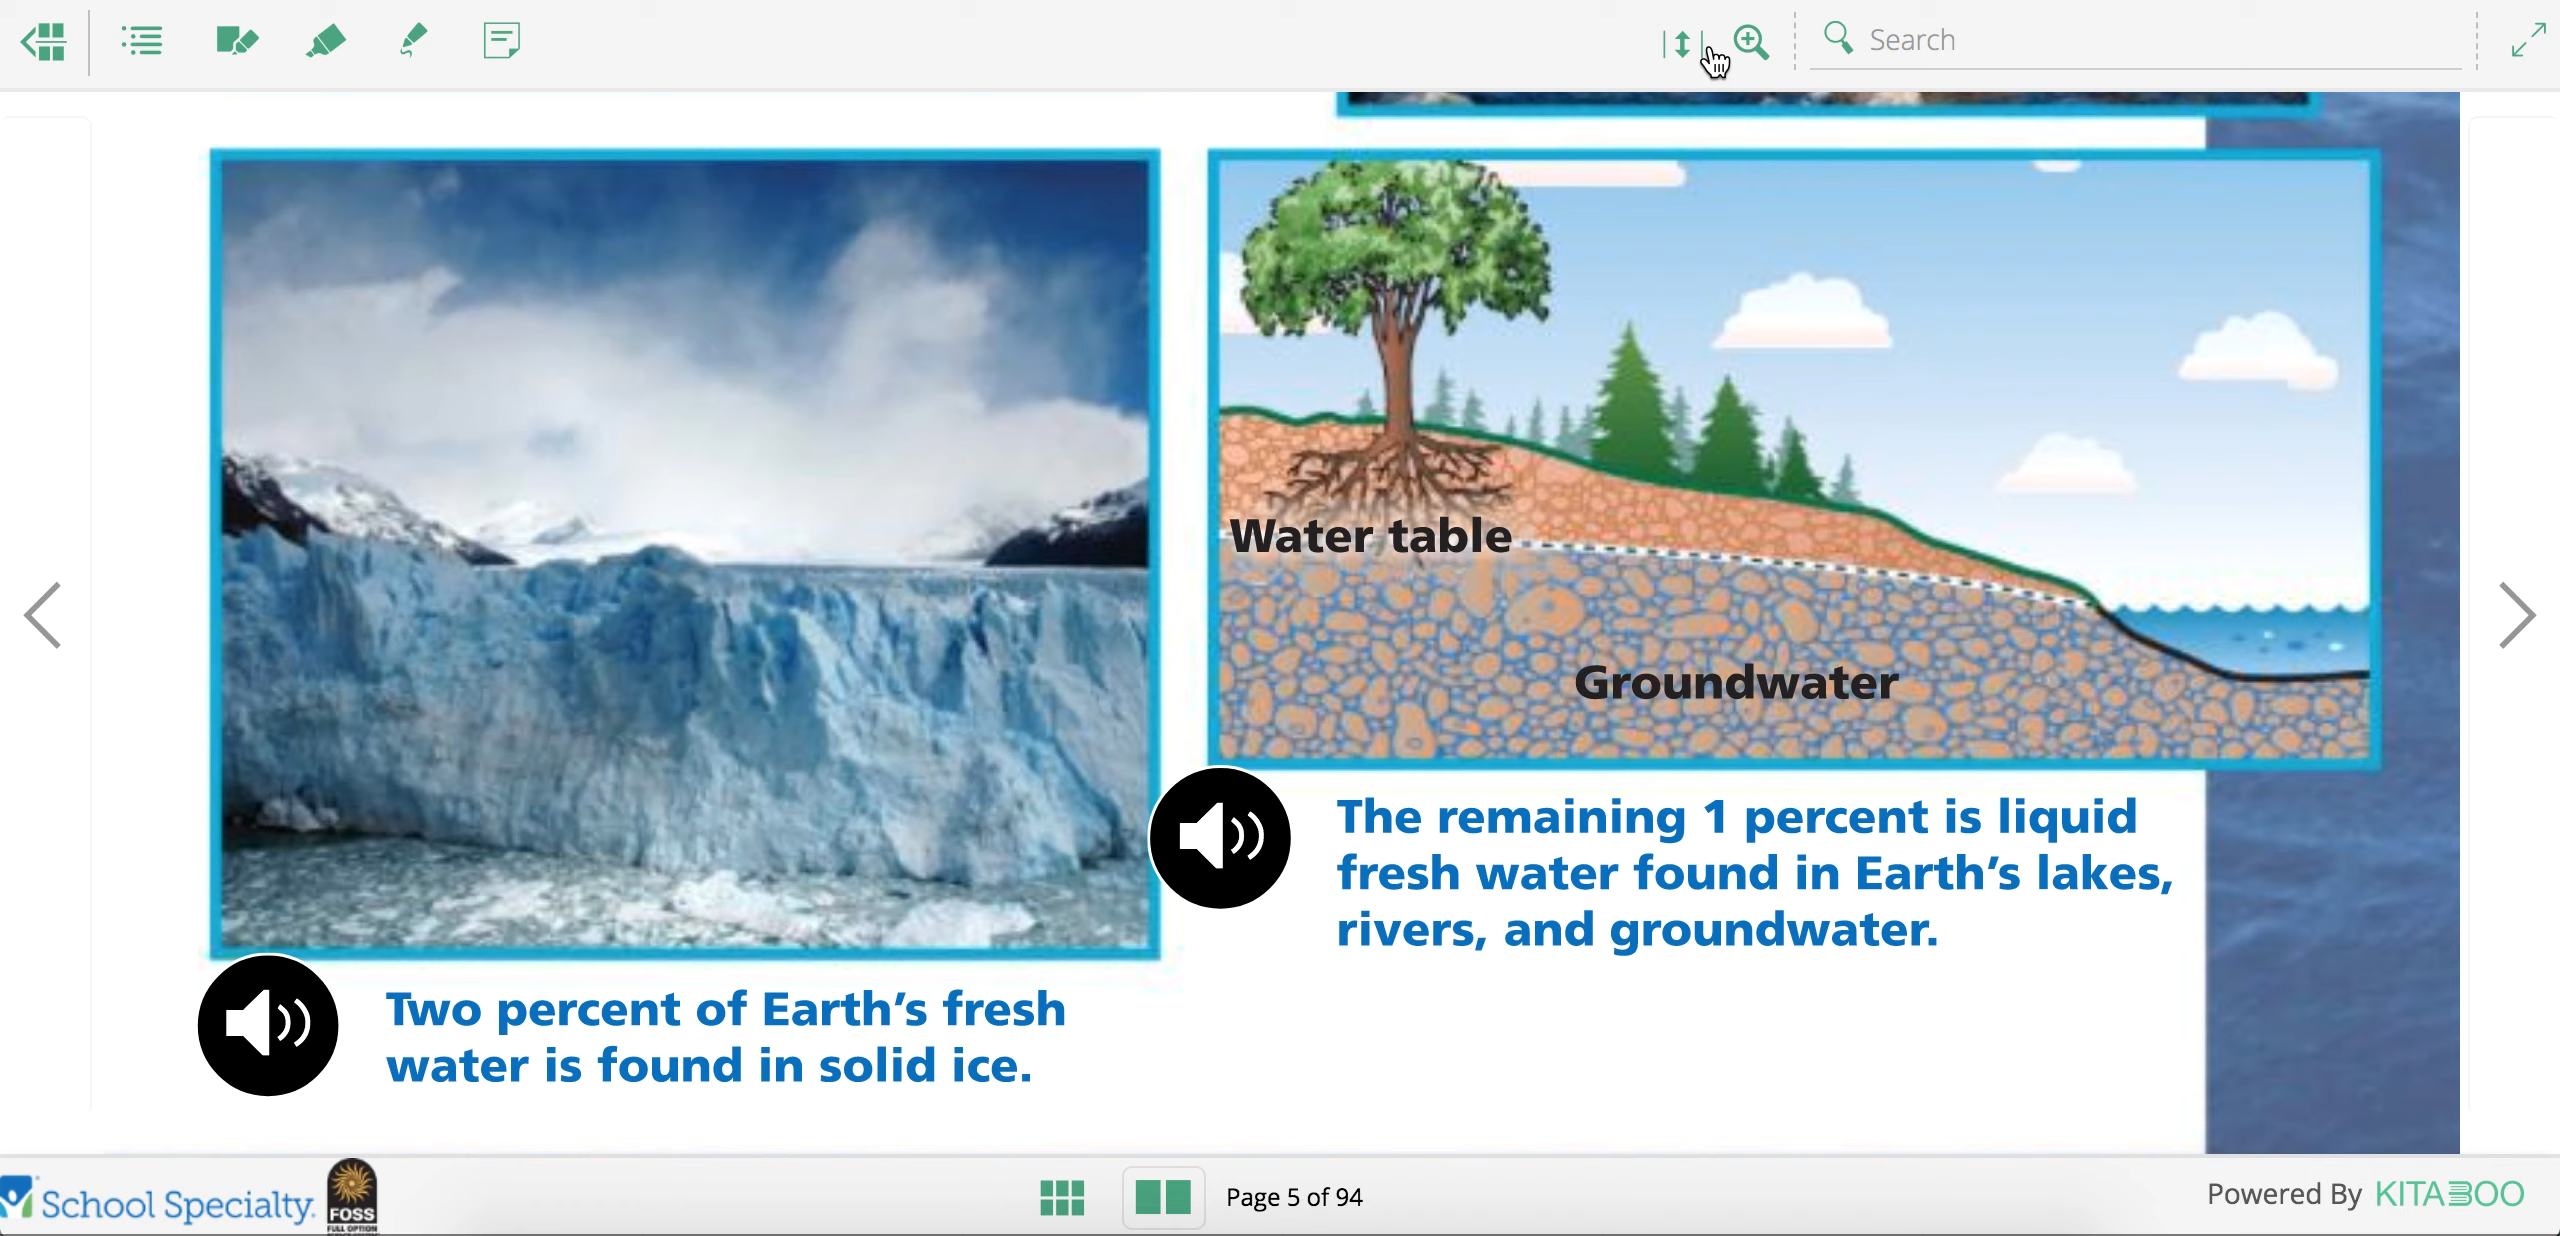 Search
Water table
Groundwater
The remaining 1 percent is liquid
fresh water found in Earth's lakes,
rivers, and groundwater.
Two percent of Earth's fresh
water is found in solid ice.
School Specialty.
FOSS
FULL OPTION
Page 5 of 94
Powered By KITABOO